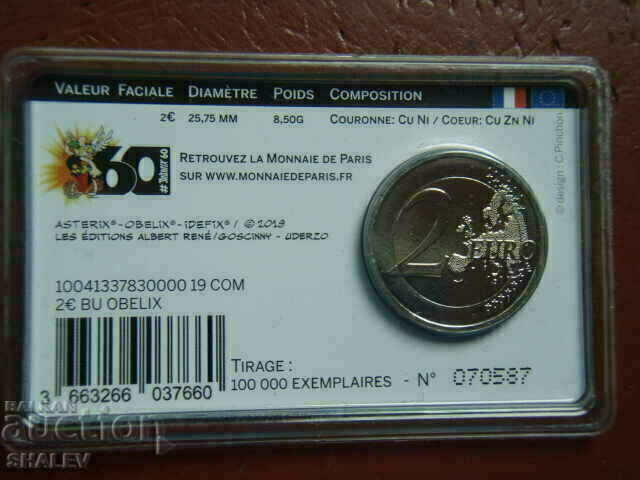 VALEUR FACIALE DIAMÈTRE POIDS COMPOSITION
2€ 25,75 MM 8,50G COURONNE: CU NI / COEUR: CU ZN NI
60
#ASTERIX60
RETROUVEZ LA MONNAIE DE PARIS
SUR WWW.MONNAIEDEPARIS.FR
© design : C.Pinchon
ASTERIX®-OBELIX®-IDEFIX® / © 2019
LES ÉDITIONS ALBERT RENÉ/GOSCINNY - UDERZO
2 EURO
10041337830000 19 COM
2€ BU OBELIX
3 663266 037660
TIRAGE :
100 000 EXEMPLAIRES - N° 070587
BALKAN
auction
SHALEV